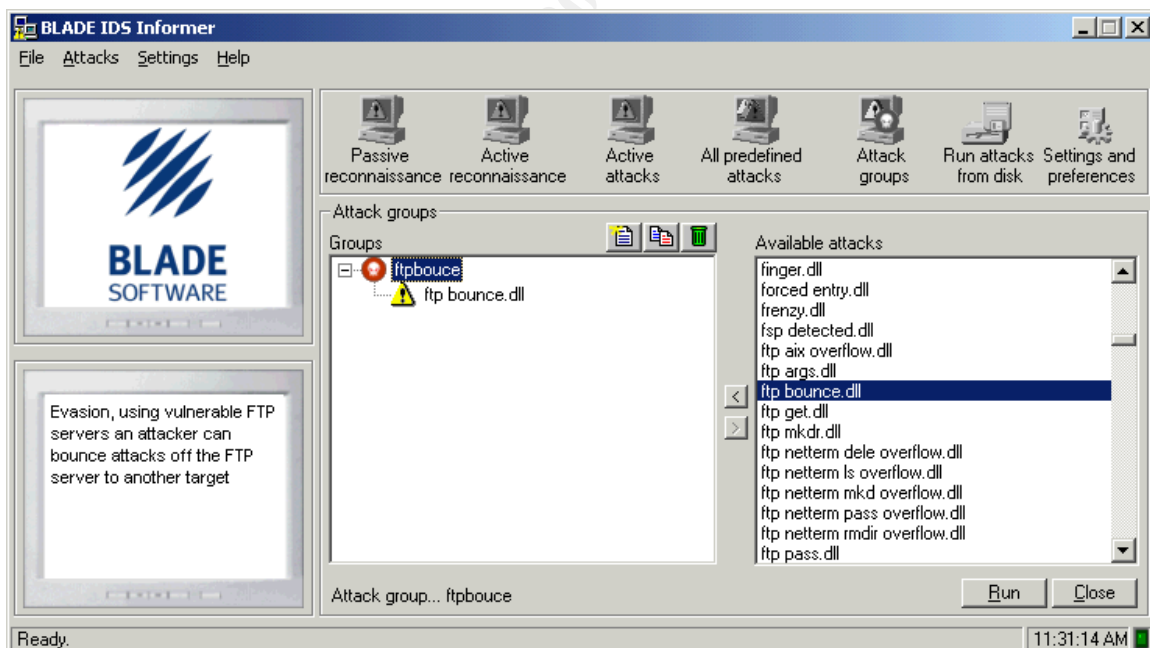 BLADE IDS Informer
File Attacks Settings Help
BLADE
SOFTWARE
Passive
reconnaissance
Active
reconnaissance
Active
attacks
All predefined
attacks
Attack
groups
Run attacks
from disk
Settings and
preferences
Attack groups
Groups
ftpbouce
ftp bounce.dll
Available attacks
finger.dll
forced entry.dll
frenzy.dll
fsp detected.dll
ftp aix overflow.dll
ftp args.dll
ftp bounce.dll
ftp get.dll
ftp mkdr.dll
ftp netterm dele overflow.dll
ftp netterm ls overflow.dll
ftp netterm mkd overflow.dll
ftp netterm pass overflow.dll
ftp netterm rmdir overflow.dll
ftp pass.dll
<
>
Evasion, using vulnerable FTP
servers an attacker can
bounce attacks off the FTP
server to another target
Attack group... ftpbouce
Run
Close
Ready.
11:31:14 AM